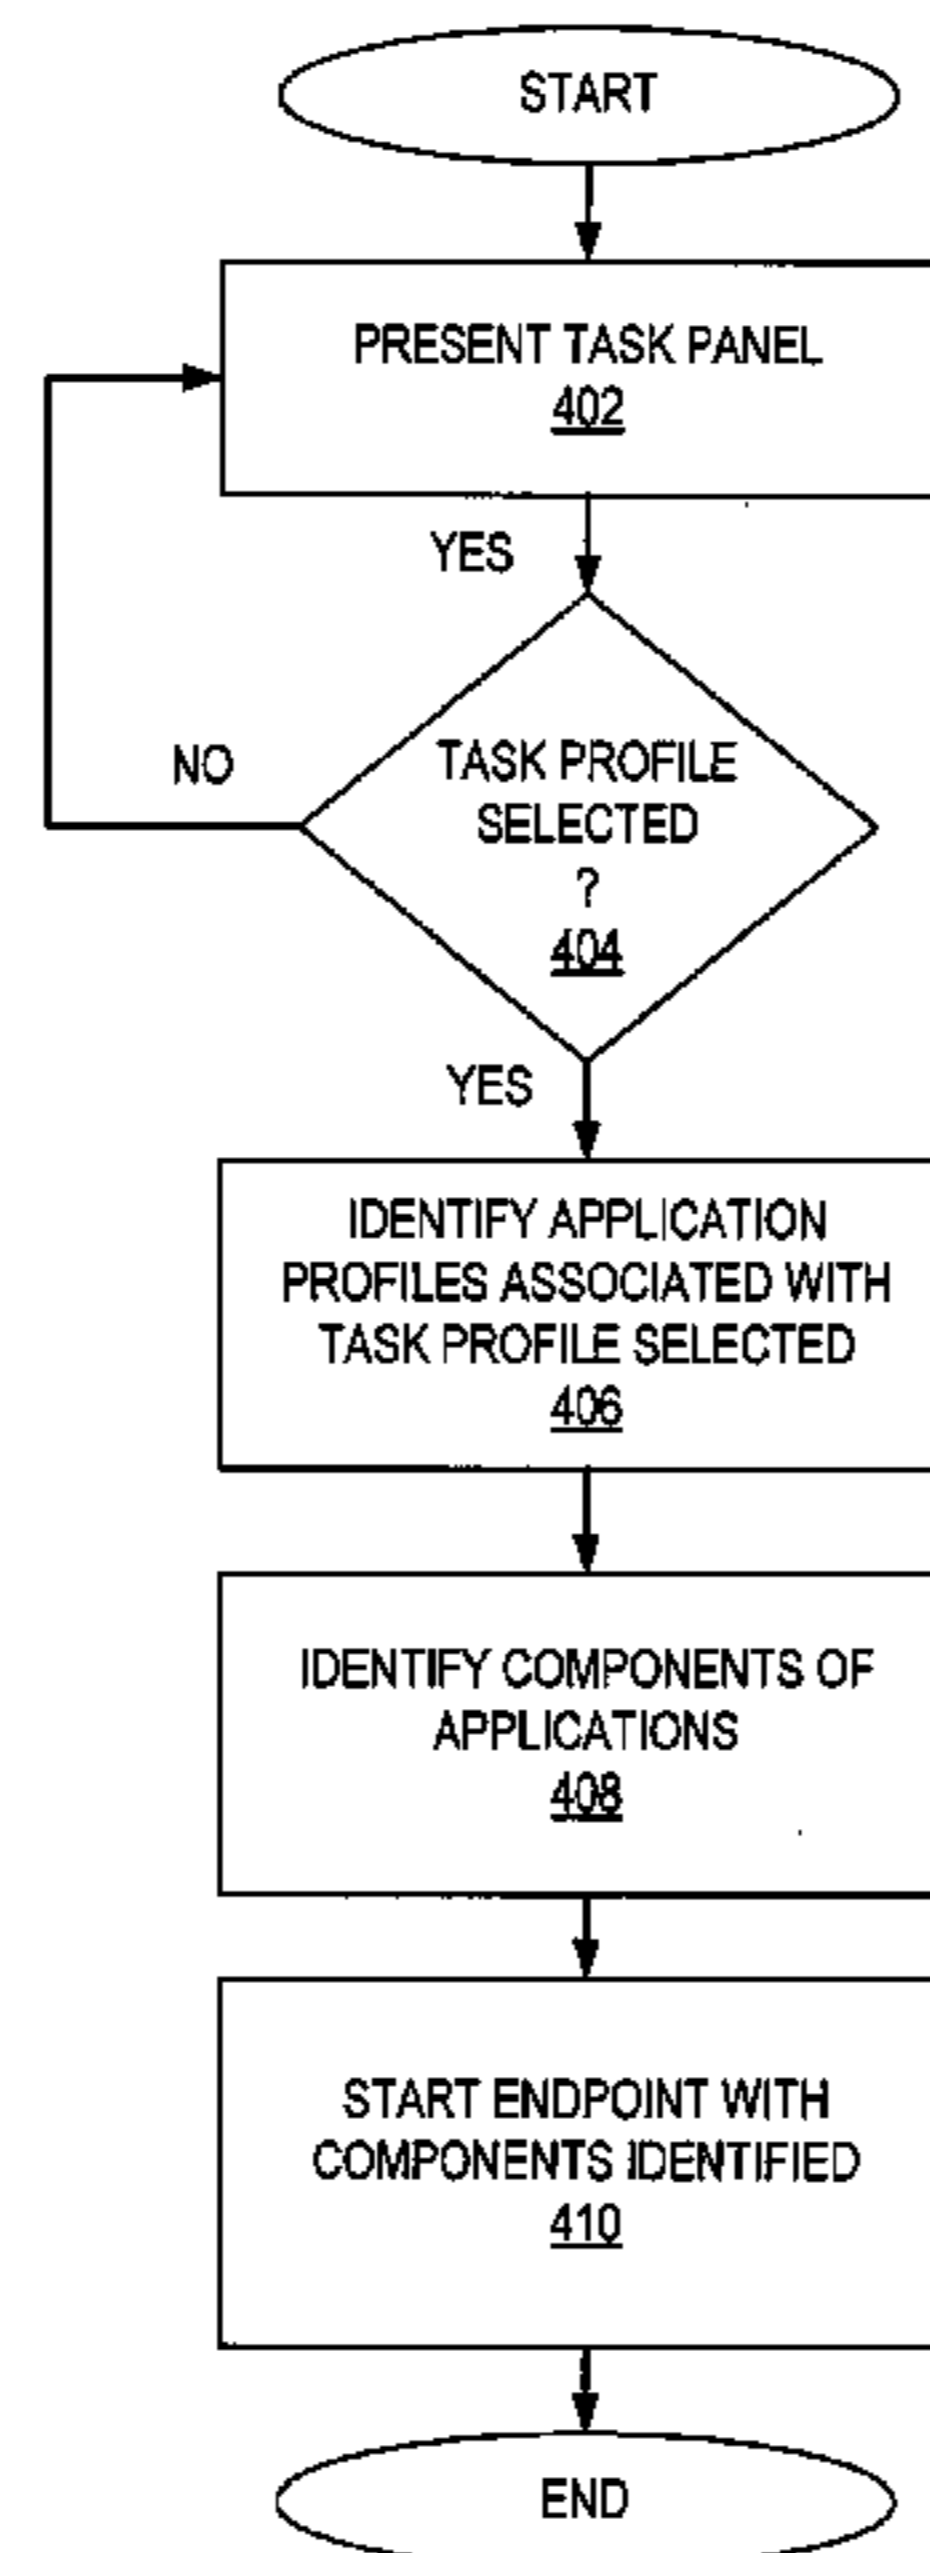 START
PRESENT TASK PANEL
402
YES
NO
TASK PROFILE
SELECTED
?
404
YES
IDENTIFY APPLICATION
PROFILES ASSOCIATED WITH
TASK PROFILE SELECTED
406
IDENTIFY COMPONENTS OF
APPLICATIONS
408
START ENDPOINT WITH
COMPONENTS IDENTIFIED
410
END